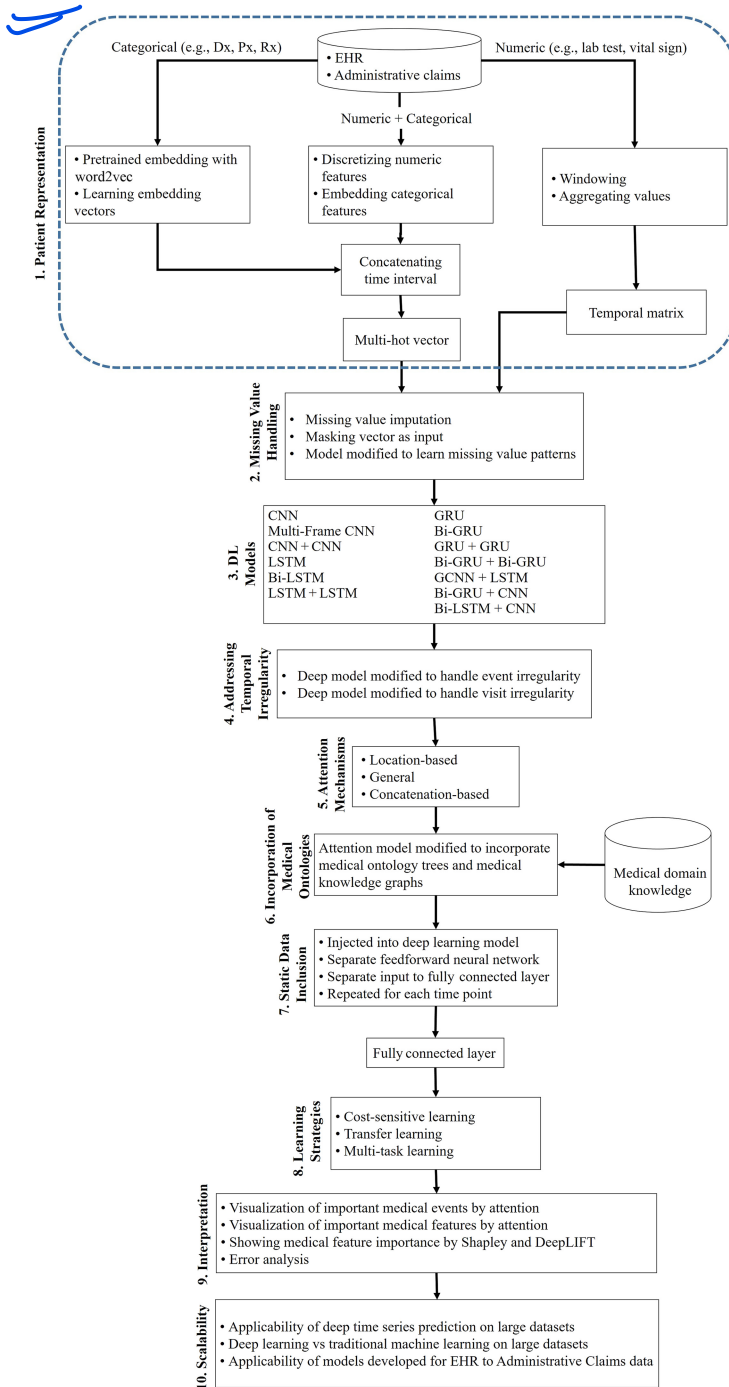 Categorical (e.g., Dx, Px, Rx)
• EHR
• Administrative claims
Numeric (e.g., lab test, vital sign)
Numeric + Categorical
1. Patient Representation
• Pretrained embedding with
word2vec
• Learning embedding
vectors
• Discretizing numeric
features
• Embedding categorical
features
• Windowing
• Aggregating values
Concatenating
time interval
Temporal matrix
Multi-hot vector
2. Missing Value
Handling
• Missing value imputation
• Masking vector as input
• Model modified to learn missing value patterns
3. DL
Models
CNN
Multi-Frame CNN
CNN + CNN
LSTM
Bi-LSTM
LSTM + LSTM
GRU
Bi-GRU
GRU + GRU
Bi-GRU + Bi-GRU
GCNN + LSTM
Bi-GRU + CNN
Bi-LSTM + CNN
4. Addressing
Temporal
Irregularity
• Deep model modified to handle event irregularity
• Deep model modified to handle visit irregularity
5. Attention
Mechanisms
• Location-based
• General
• Concatenation-based
6. Incorporation of
Medical
Ontologies
Attention model modified to incorporate
medical ontology trees and medical
knowledge graphs
Medical domain
knowledge
7. Static Data
Inclusion
• Injected into deep learning model
• Separate feedforward neural network
• Separate input to fully connected layer
• Repeated for each time point
Fully connected layer
8. Learning
Strategies
• Cost-sensitive learning
• Transfer learning
• Multi-task learning
9. Interpretation
• Visualization of important medical events by attention
• Visualization of important medical features by attention
• Showing medical feature importance by Shapley and DeepLIFT
• Error analysis
10. Scalability
• Applicability of deep time series prediction on large datasets
• Deep learning vs traditional machine learning on large datasets
• Applicability of models developed for EHR to Administrative Claims data